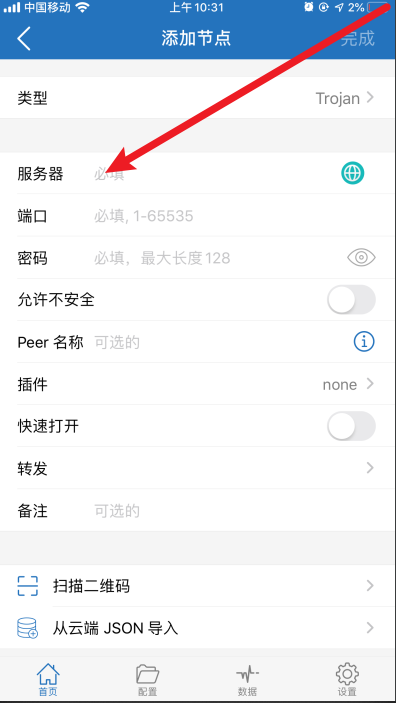 中国移动 上午 10:31 2%
添加节点 完成
类型 Trojan
服务器 必填
端口 必填, 1-65535
密码 必填，最大长度 128
允许不安全
Peer 名称 可选的
插件 none
快速打开
转发
备注 可选的
扫描二维码
从云端 JSON 导入
首页 配置 数据 设置